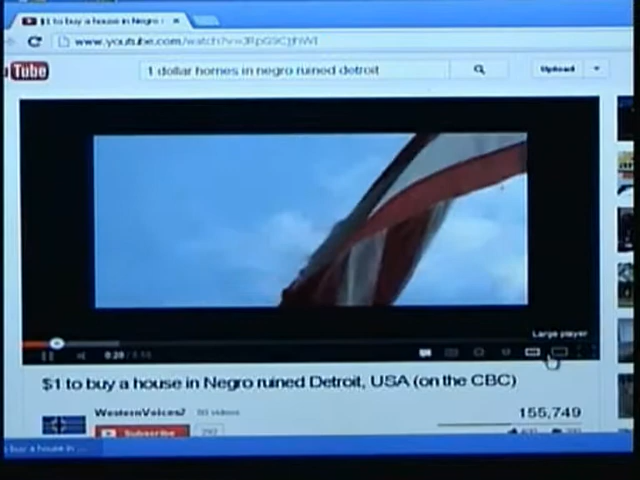 $1 to buy a house in Negro r
www.youtube.com/watch?v=
Tube
1 dollar homes in negro ruined detroit
Upload
Large player
0:20
$1 to buy a house in Negro ruined Detroit, USA (on the CBC)
WesternVoices2
videos
155,749
Subscribe
buy a house in ...